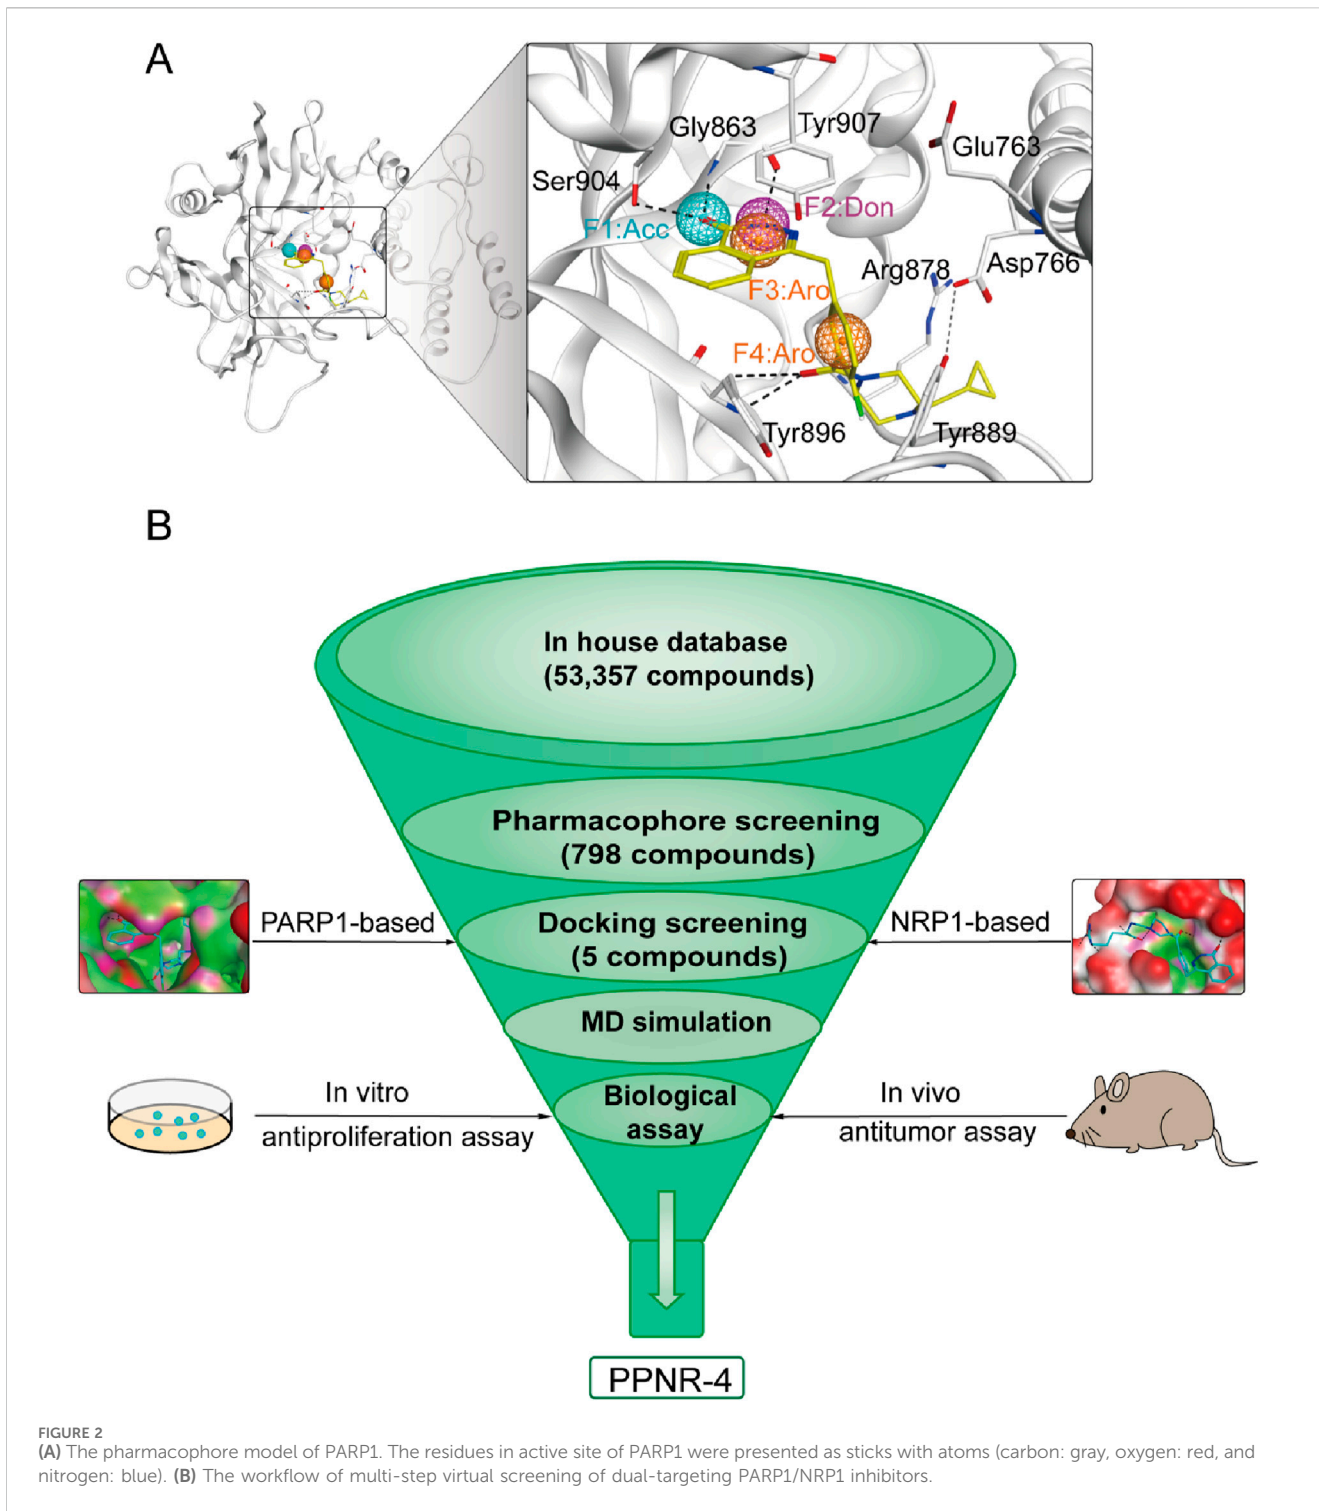 A
Gly863
Tyr907
Glu763
Ser904
F2:Don
F1:Acc
Arg878
Asp766
F3:Aro
F4:Aro
Tyr896
Tyr889
B
In house database
(53,357 compounds)
Pharmacophore screening
(798 compounds)
PARP1-based
Docking screening
(5 compounds)
NRP1-based
MD simulation
In vitro
antiproliferation assay
Biological
assay
In vivo
antitumor assay
PPNR-4
FIGURE 2
(A) The pharmacophore model of PARP1. The residues in active site of PARP1 were presented as sticks with atoms (carbon: gray, oxygen: red, and
nitrogen: blue). (B) The workflow of multi-step virtual screening of dual-targeting PARP1/NRP1 inhibitors.